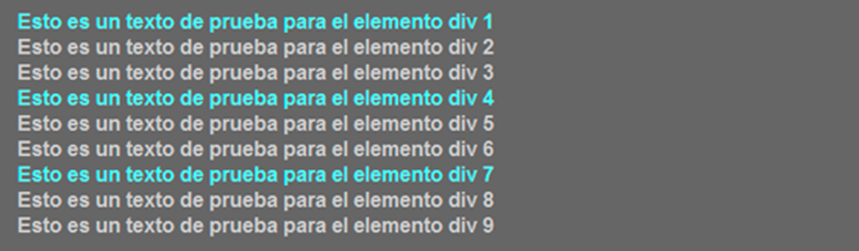 Esto es un texto de prueba para el elemento div 1
Esto es un texto de prueba para el elemento div 2
Esto es un texto de prueba para el elemento div 3
Esto es un texto de prueba para el elemento div 4
Esto es un texto de prueba para el elemento div 5
Esto es un texto de prueba para el elemento div 6
Esto es un texto de prueba para el elemento div 7
Esto es un texto de prueba para el elemento div 8
Esto es un texto de prueba para el elemento div 9